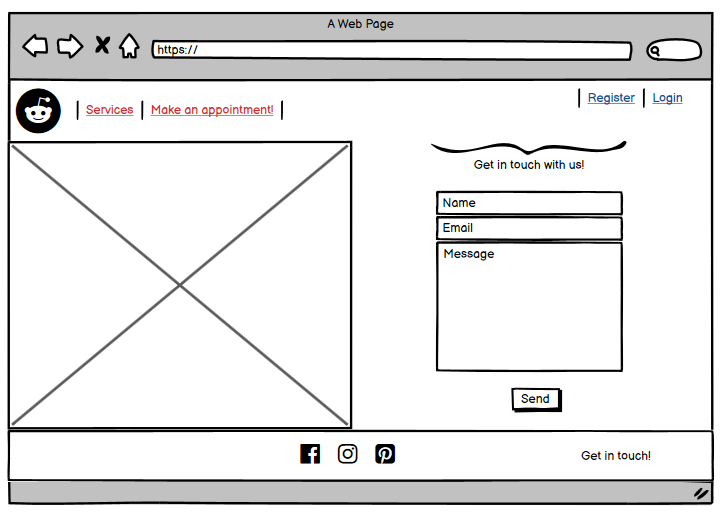 A Web Page
https://
Register Login
Services Make an appointment!
Get in touch with us!
Name
Email
Message
Send
Get in touch!